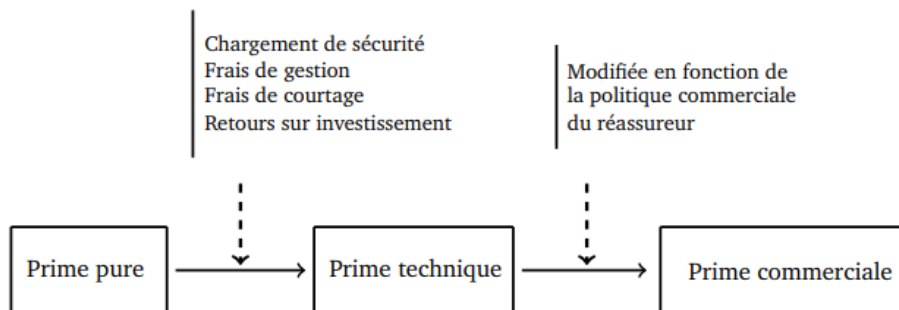 Chargement de sécurité
Frais de gestion
Frais de courtage
Retours sur investissement
Modifiée en fonction de
la politique commerciale
du réassureur
Prime pure
Prime technique
Prime commerciale